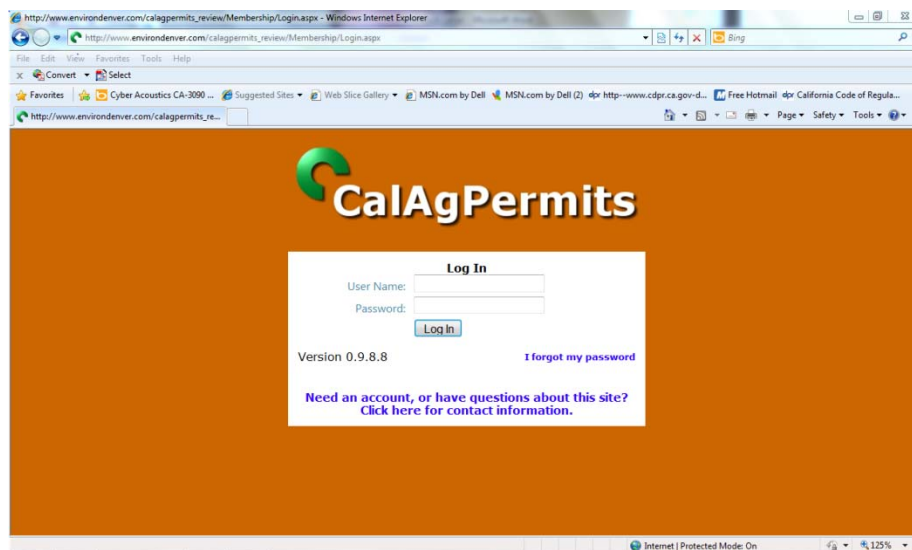 http://www.environdenver.com/calagpermits_review/Membership/Login.aspx - Windows Internet Explorer
http://www.environdenver.com/calagpermits_review/Membership/Login.aspx
Bing
File Edit View Favorites Tools Help
x Convert Select
Favorites Cyber Acoustics CA-3090 ... Suggested Sites Web Slice Gallery MSN.com by Dell MSN.com by Dell (2) dpr http--www.cdpr.ca.gov-d... Free Hotmail dpr California Code of Regula...
http://www.environdenver.com/calagpermits_re... Page Safety Tools
CalAgPermits
Log In
User Name:
Password:
Log In
Version 0.9.8.8 I forgot my password
Need an account, or have questions about this site?
Click here for contact information.
Internet | Protected Mode: On 125%